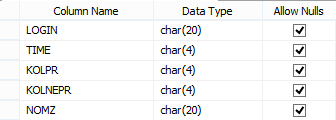 Column Name Data Type Allow Nulls
LOGIN char(20)
TIME char(4)
KOLPR char(4)
KOLNEPR char(4)
NOMZ char(20)